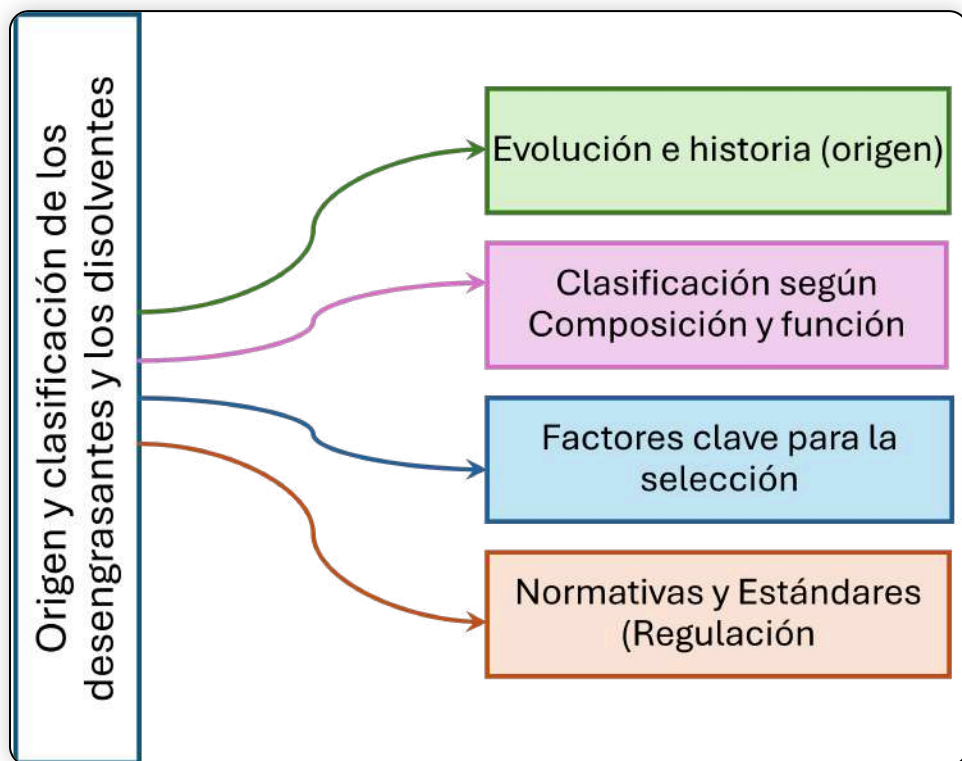 Origen y clasificación de los
desengrasantes y los disolventes
Evolución e historia (origen)
Clasificación según
Composición y función
Factores clave para la
selección
Normativas y Estándares
(Regulación